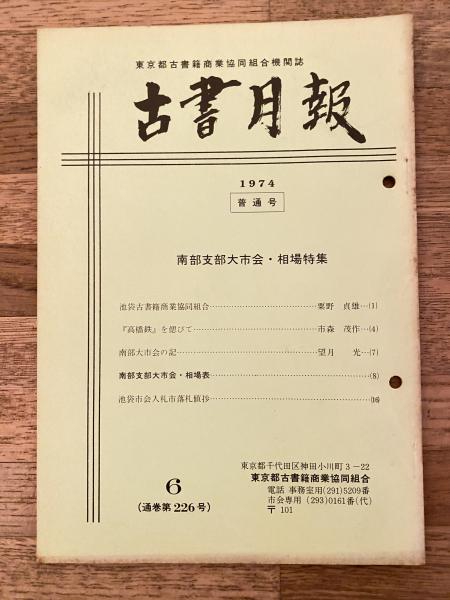 東京都古書籍商業協同組合機関誌
古書月報
1974
普通号
南部支部大市会・相場特集
池袋古書籍商業協同組合……………………粟野 貞雄…(1)
『高橋鉄』を偲びて……………………市森 茂作…(4)
南部大市会の記……………………望月 光…(7)
南部支部大市会・相場表……………………(8)
池袋市会入札市落札値抄……………………(16)
6
(通巻第226号)
東京都千代田区神田小川町3-22
東京都古書籍商業協同組合
電話 事務室用(291)5209番
市会専用 (293)0161番(代)
〒 101